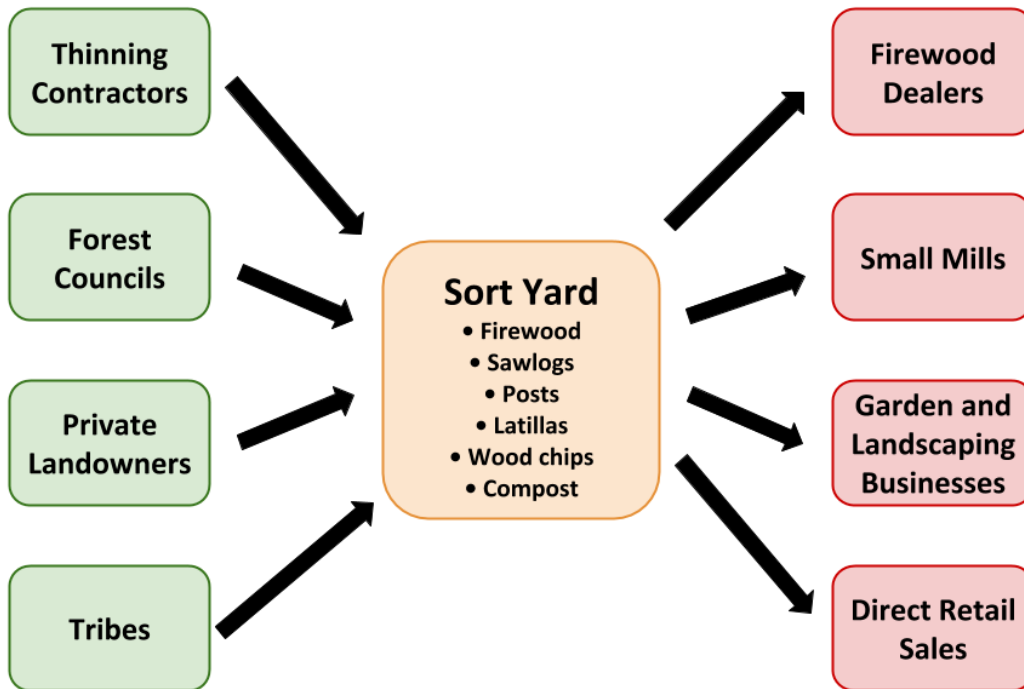 Thinning
Contractors
Forest
Councils
Private
Landowners
Tribes
Sort Yard
• Firewood
• Sawlogs
• Posts
• Latillas
• Wood chips
• Compost
Firewood
Dealers
Small Mills
Garden and
Landscaping
Businesses
Direct Retail
Sales